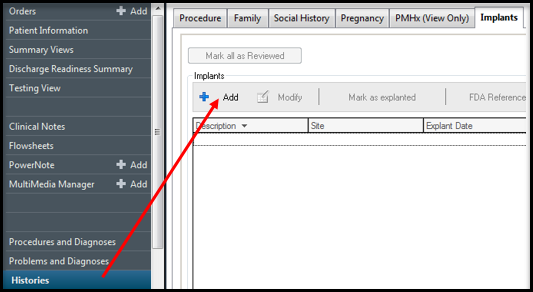 Orders Add
Patient Information
Summary Views
Discharge Readiness Summary
Testing View
Clinical Notes
Flowsheets
PowerNote Add
MultiMedia Manager Add
Procedures and Diagnoses
Problems and Diagnoses
Histories
Procedure Family Social History Pregnancy PMHx (View Only) Implants
Mark all as Reviewed
Implants
Add Modify Mark as explanted FDA Reference
Description Site Explant Date